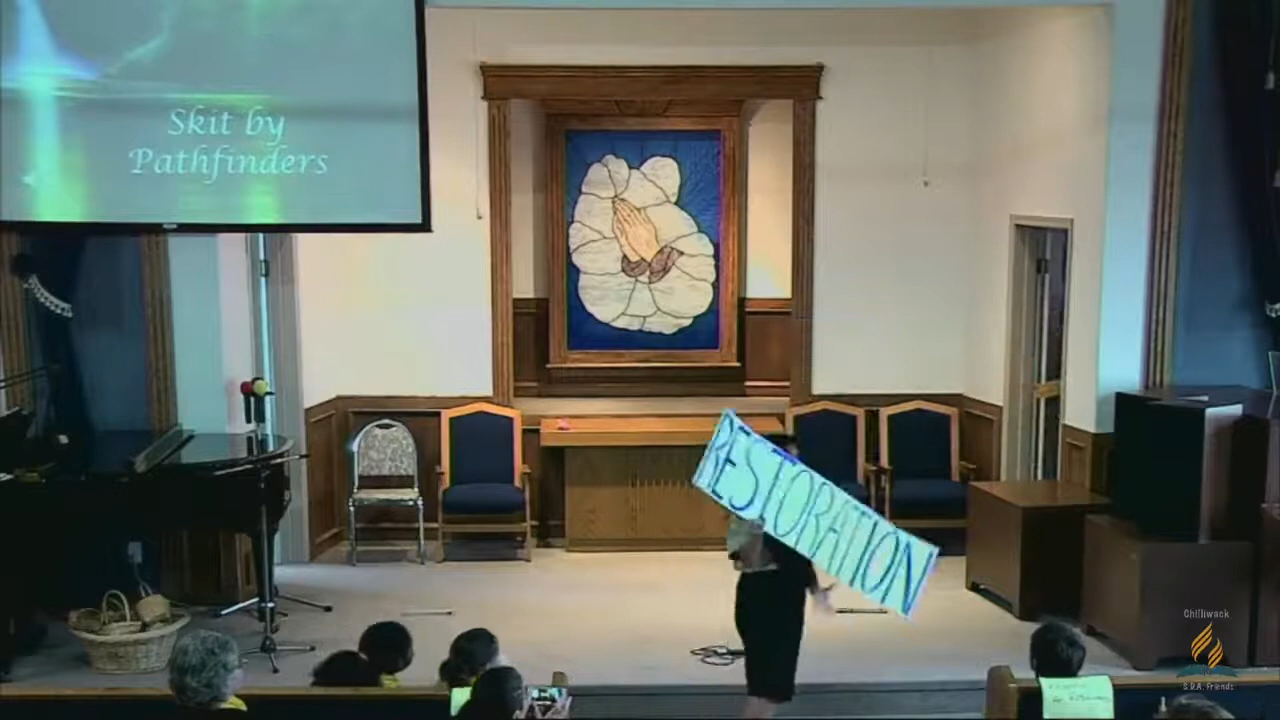 Skit by
Pathfinders
RESTORATION
Chilliwack
S.D.A. Friends